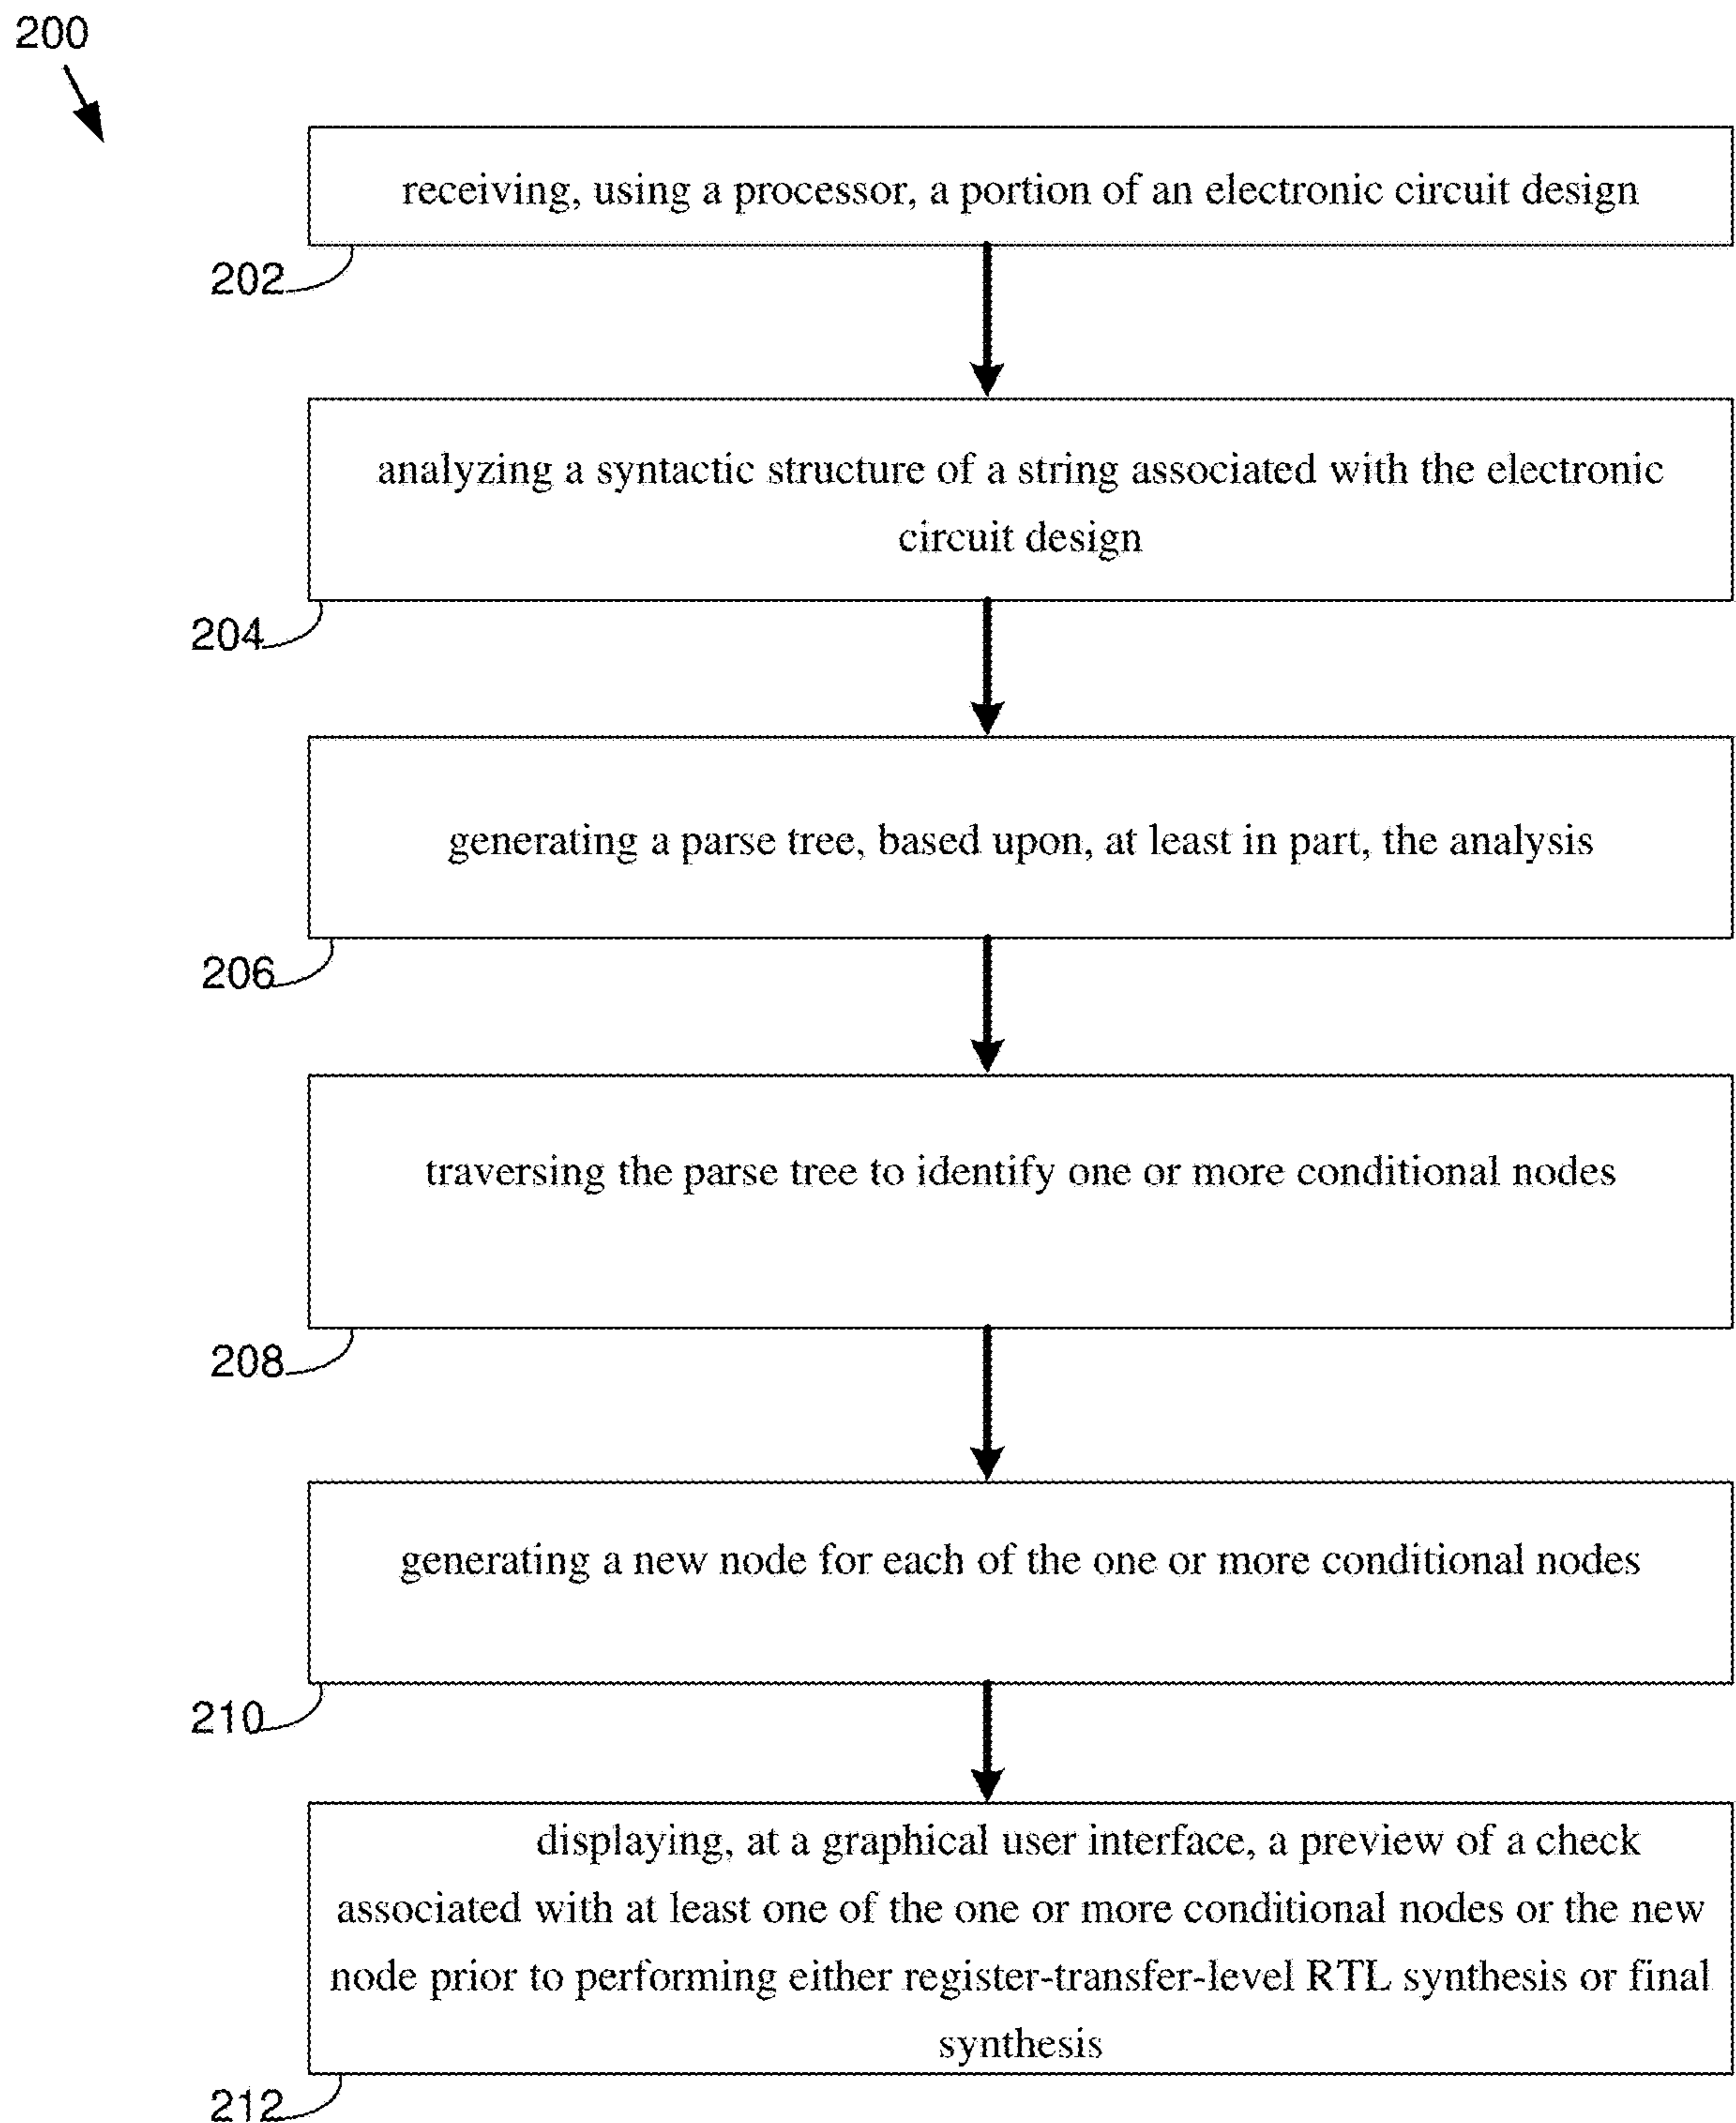 200
receiving, using a processor, a portion of an electronic circuit design
202
analyzing a syntactic structure of a string associated with the electronic
circuit design
204
generating a parse tree, based upon, at least in part, the analysis
206
traversing the parse tree to identify one or more conditional nodes
208
generating a new node for each of the one or more conditional nodes
210
displaying, at a graphical user interface, a preview of a check
associated with at least one of the one or more conditional nodes or the new
node prior to performing either register-transfer-level RTL synthesis or final
synthesis
212